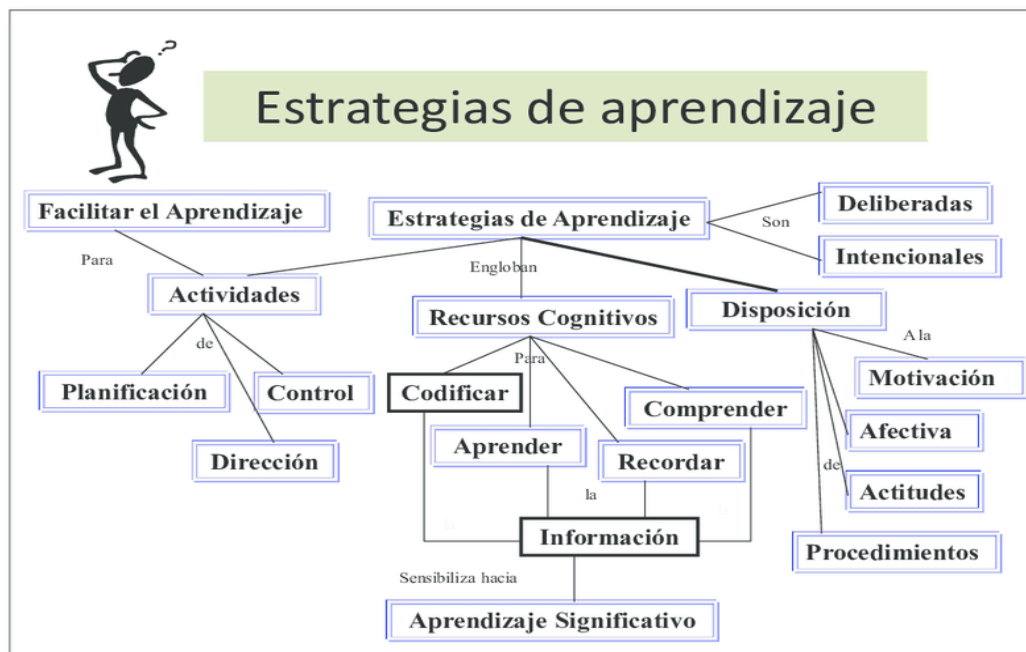 ?
Estrategias de aprendizaje
Facilitar el Aprendizaje
Estrategias de Aprendizaje
Deliberadas
Son
Intencionales
Para
Engloban
Actividades
Recursos Cognitivos
Disposición
de
Para
A la
Planificación
Control
Codificar
Comprender
Motivación
Aprender
Recordar
Afectiva
Dirección
de
Actitudes
la
Información
Procedimientos
Sensibiliza hacia
Aprendizaje Significativo